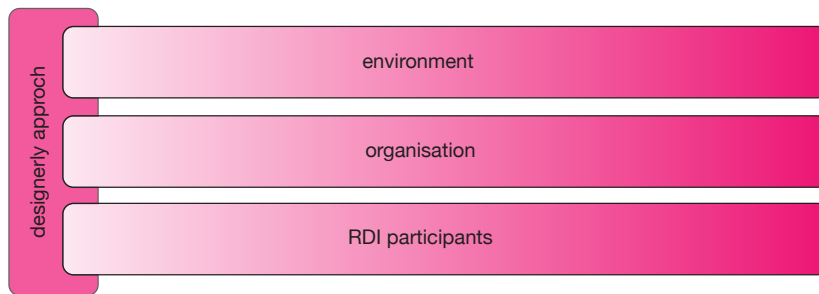 designerly approch
environment
organisation
RDI participants